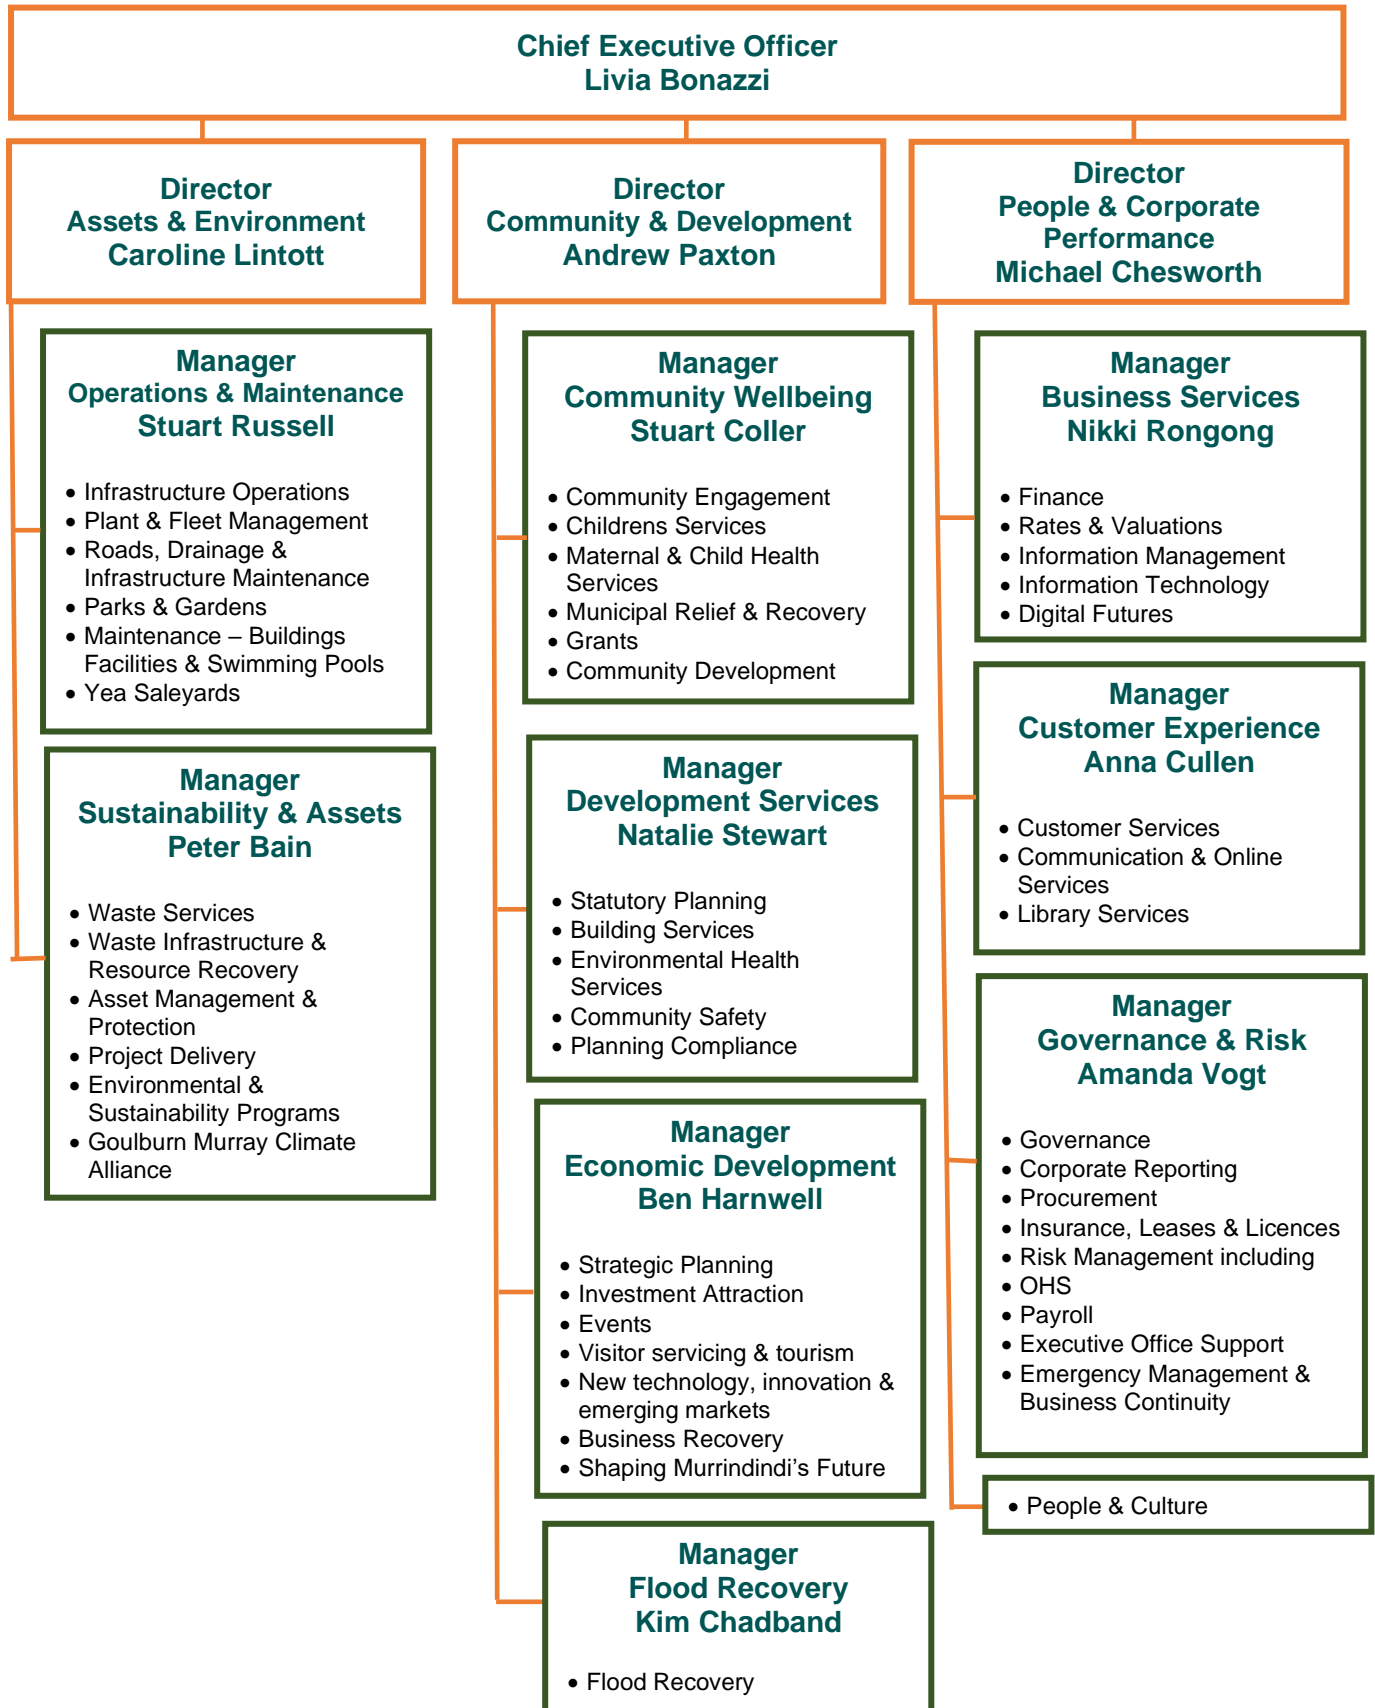 Chief Executive Officer
Livia Bonazzi
Director
Assets & Environment
Caroline Lintott
Manager
Operations & Maintenance
Stuart Russell
• Infrastructure Operations
• Plant & Fleet Management
• Roads, Drainage &
Infrastructure Maintenance
• Parks & Gardens
• Maintenance – Buildings
Facilities & Swimming Pools
• Yea Saleyards
Manager
Sustainability & Assets
Peter Bain
• Waste Services
• Waste Infrastructure &
Resource Recovery
• Asset Management &
Protection
• Project Delivery
• Environmental &
Sustainability Programs
• Goulburn Murray Climate
Alliance
Director
Community & Development
Andrew Paxton
Manager
Community Wellbeing
Stuart Coller
• Community Engagement
• Childrens Services
• Maternal & Child Health
Services
• Municipal Relief & Recovery
• Grants
• Community Development
Manager
Development Services
Natalie Stewart
• Statutory Planning
• Building Services
• Environmental Health
Services
• Community Safety
• Planning Compliance
Manager
Economic Development
Ben Harnwell
• Strategic Planning
• Investment Attraction
• Events
• Visitor servicing & tourism
• New technology, innovation &
emerging markets
• Business Recovery
• Shaping Murrindindi’s Future
Manager
Flood Recovery
Kim Chadband
• Flood Recovery
Director
People & Corporate
Performance
Michael Chesworth
Manager
Business Services
Nikki Rongong
• Finance
• Rates & Valuations
• Information Management
• Information Technology
• Digital Futures
Manager
Customer Experience
Anna Cullen
• Customer Services
• Communication & Online
Services
• Library Services
Manager
Governance & Risk
Amanda Vogt
• Governance
• Corporate Reporting
• Procurement
• Insurance, Leases & Licences
• Risk Management including
• OHS
• Payroll
• Executive Office Support
• Emergency Management &
Business Continuity
• People & Culture